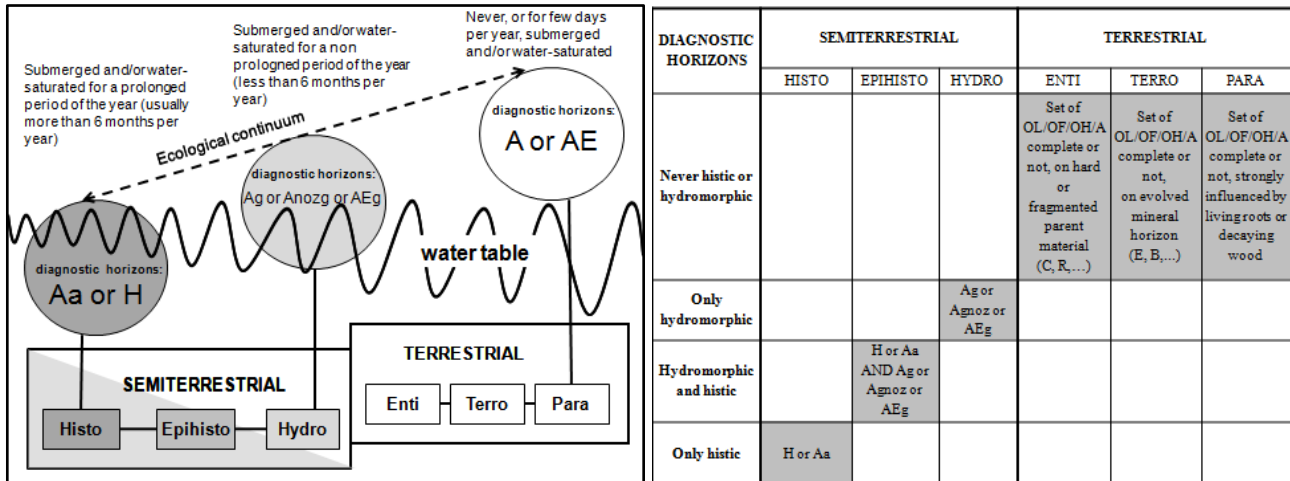 Submerged and/or water-
saturated for a prolonged
period of the year (usually
more than 6 months per
year)
Submerged and/or water-
saturated for a non
prologned period of the year
(less than 6 months per
year)
Never, or for few days
per year, submerged
and/or water-saturated
Ecological continuum
diagnostic horizons:
Aa or H
diagnostic horizons:
Ag or Anozg or AEg
diagnostic horizons:
A or AE
water table
SEMITERRESTRIAL
Histo
Epihisto
Hydro
TERRESTRIAL
Enti
Terro
Para
DIAGNOSTIC
HORIZONS
SEMITERRESTRIAL
TERRESTRIAL
HISTO
EPIHISTO
HYDRO
ENTI
TERRO
PARA
Never histic or
hydromorphic
Set of
OL/OF/OH/A
complete or
not, on hard
or
fragmented
parent
material
(C, R,…)
Set of
OL/OF/OH/A
complete or
not,
on evolved
mineral
horizon
(E, B,...)
Set of
OL/OF/OH/A
complete or
not, strongly
influenced by
living roots or
decaying
wood
Only
hydromorphic
Ag or
Agnoz or
AEg
Hydromorphic
and histic
H or Aa
AND Ag or
Agnoz or
AEg
Only histic
H or Aa